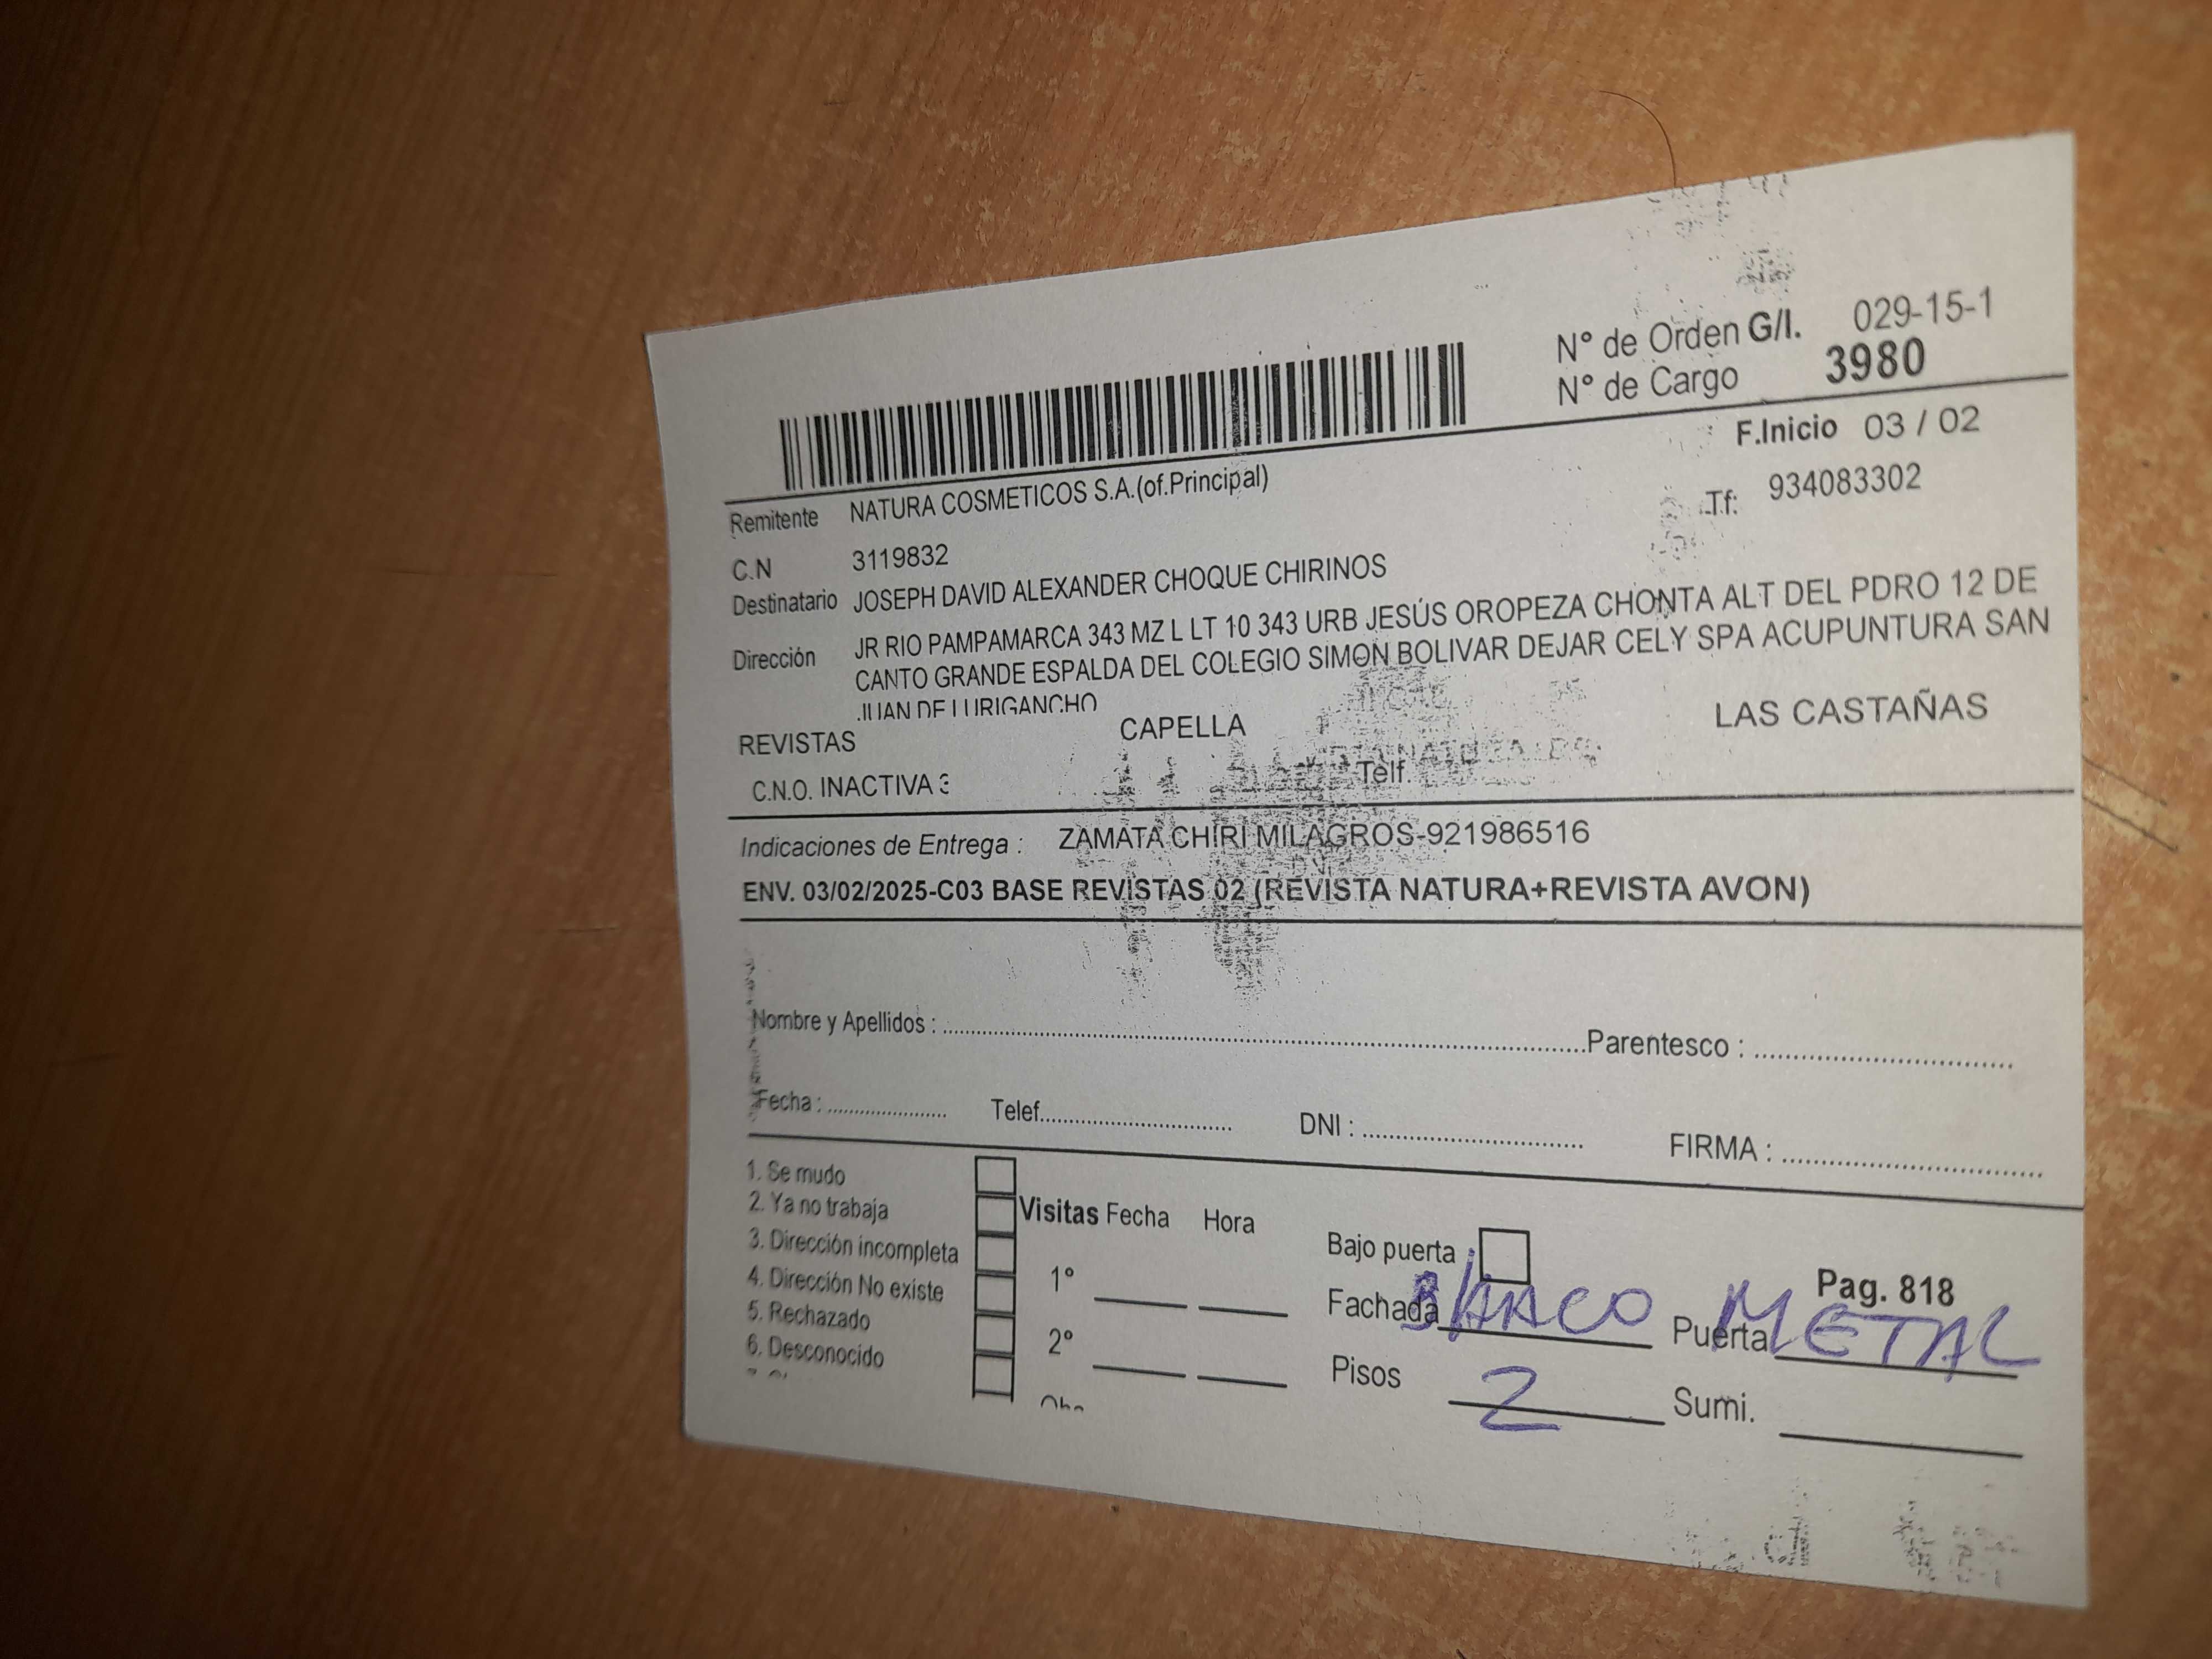 N° de Orden G/I. 029-15-1
N° de Cargo 3980
F.Inicio 03 / 02
Remitente NATURA COSMETICOS S.A.(of.Principal)
Tf: 934083302
C.N 3119832
Destinatario JOSEPH DAVID ALEXANDER CHOQUE CHIRINOS
Dirección JR RIO PAMPAMARCA 343 MZ L LT 10 343 URB JESÚS OROPEZA CHONTA ALT DEL PDRO 12 DE
CANTO GRANDE ESPALDA DEL COLEGIO SIMON BOLIVAR DEJAR CELY SPA ACUPUNTURA SAN
JUAN DE LURIGANCHO
REVISTAS CAPELLA LAS CASTAÑAS
C.N.O. INACTIVA 3 Telf.
Indicaciones de Entrega : ZAMATA CHIRI MILAGROS-921986516
ENV. 03/02/2025-C03 BASE REVISTAS 02 (REVISTA NATURA+REVISTA AVON)
Nombre y Apellidos : Parentesco :
Fecha : Telef. DNI : FIRMA :
1. Se mudo
2. Ya no trabaja
3. Dirección incompleta
4. Dirección No existe
5. Rechazado
6. Desconocido
Visitas Fecha Hora
1°
2°
Bajo puerta
Pag. 818
Fachada BLANCO Puerta METAL
Pisos 2 Sumi.